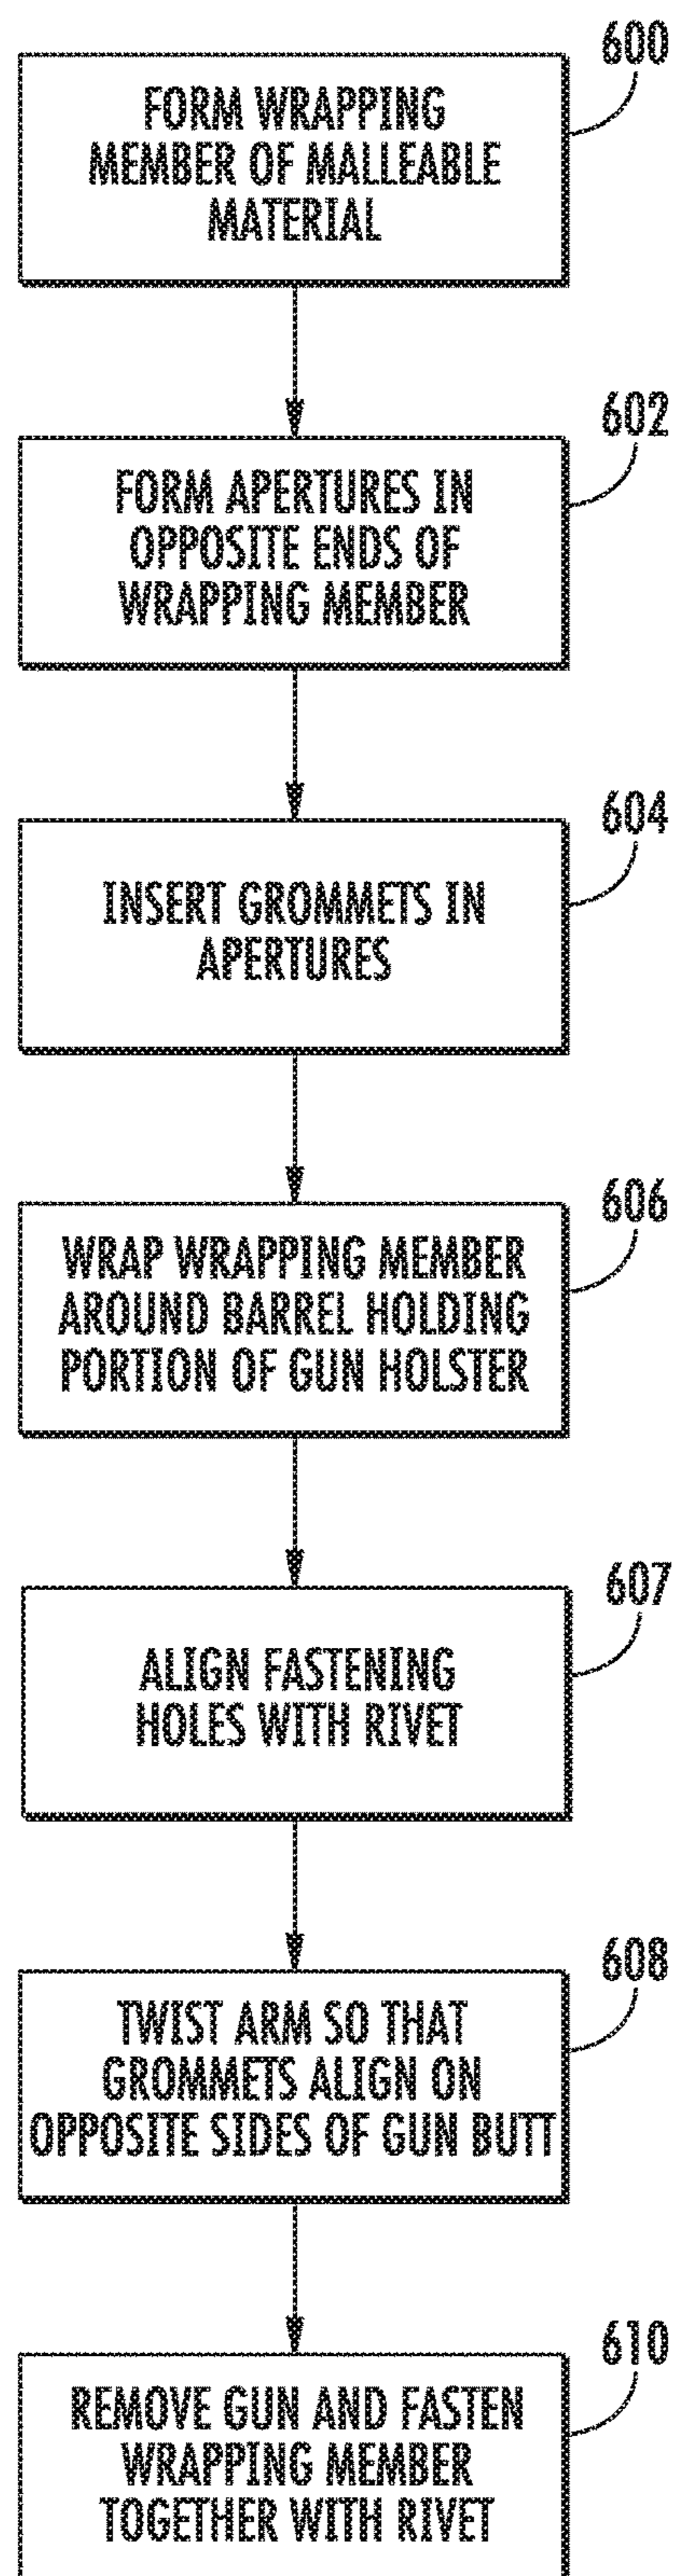 600
FORM WRAPPING
MEMBER OF MALLEABLE
MATERIAL
602
FORM APERTURES IN
OPPOSITE ENDS OF
WRAPPING MEMBER
604
INSERT GROMMETS IN
APERTURES
606
WRAP WRAPPING MEMBER
AROUND BARREL HOLDING
PORTION OF GUN HOLSTER
607
ALIGN FASTENING
HOLES WITH RIVET
608
TWIST ARM SO THAT
GROMMETS ALIGN ON
OPPOSITE SIDES OF GUN BUTT
610
REMOVE GUN AND FASTEN
WRAPPING MEMBER
TOGETHER WITH RIVET